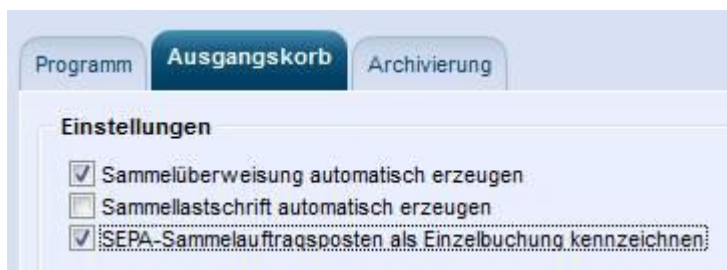 Programm Ausgangskorb Archivierung
Einstellungen
Sammelüberweisung automatisch erzeugen
Sammellastschrift automatisch erzeugen
SEPA-Sammelauftragsposten als Einzelbuchung kennzeichnen